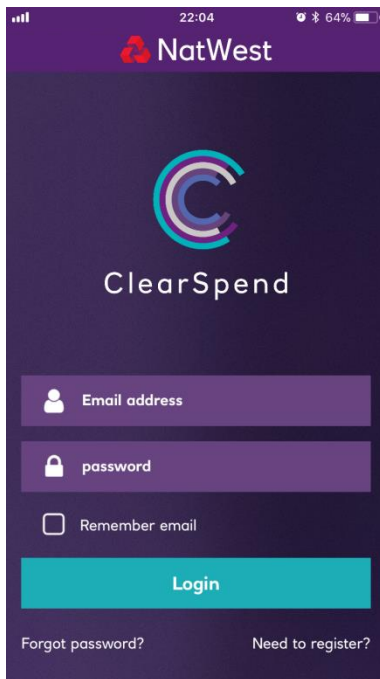 22:04 64%
NatWest
ClearSpend
Email address
password
Remember email
Login
Forgot password? Need to register?